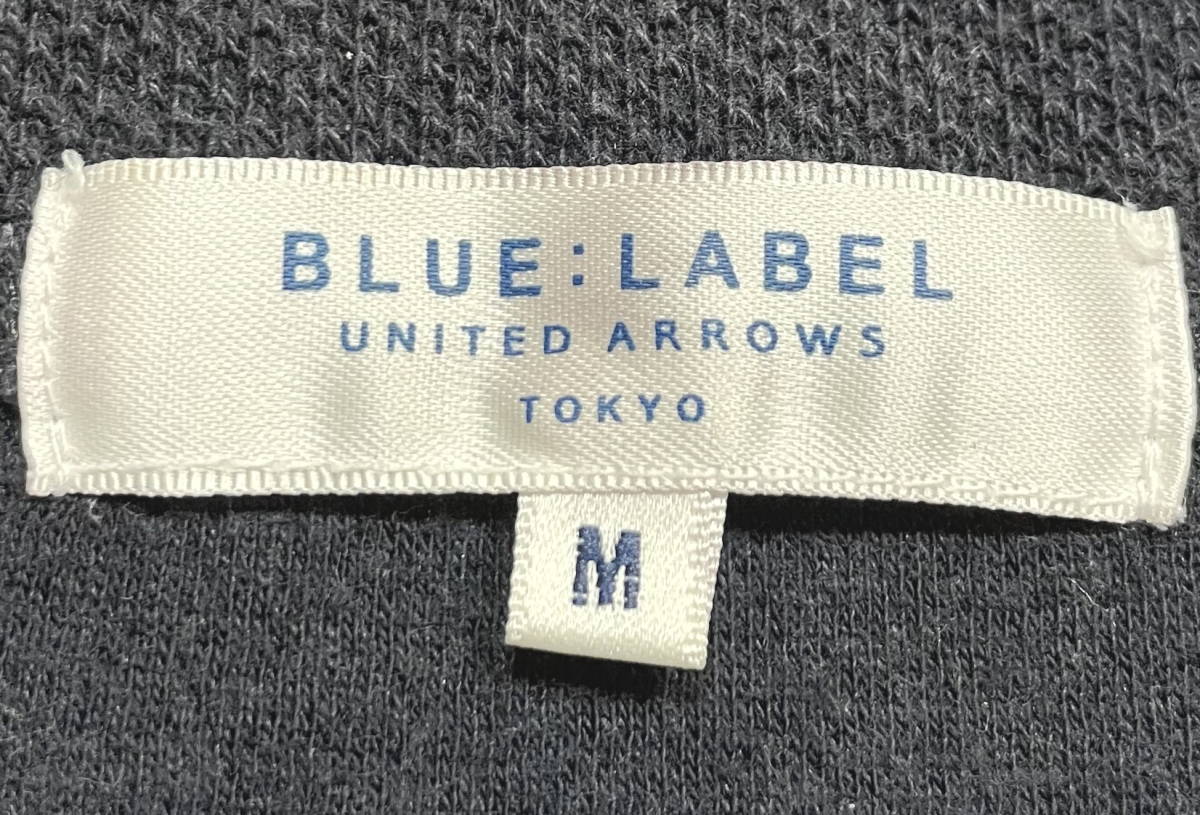 BLUE:LABEL
UNITED ARROWS
TOKYO
M